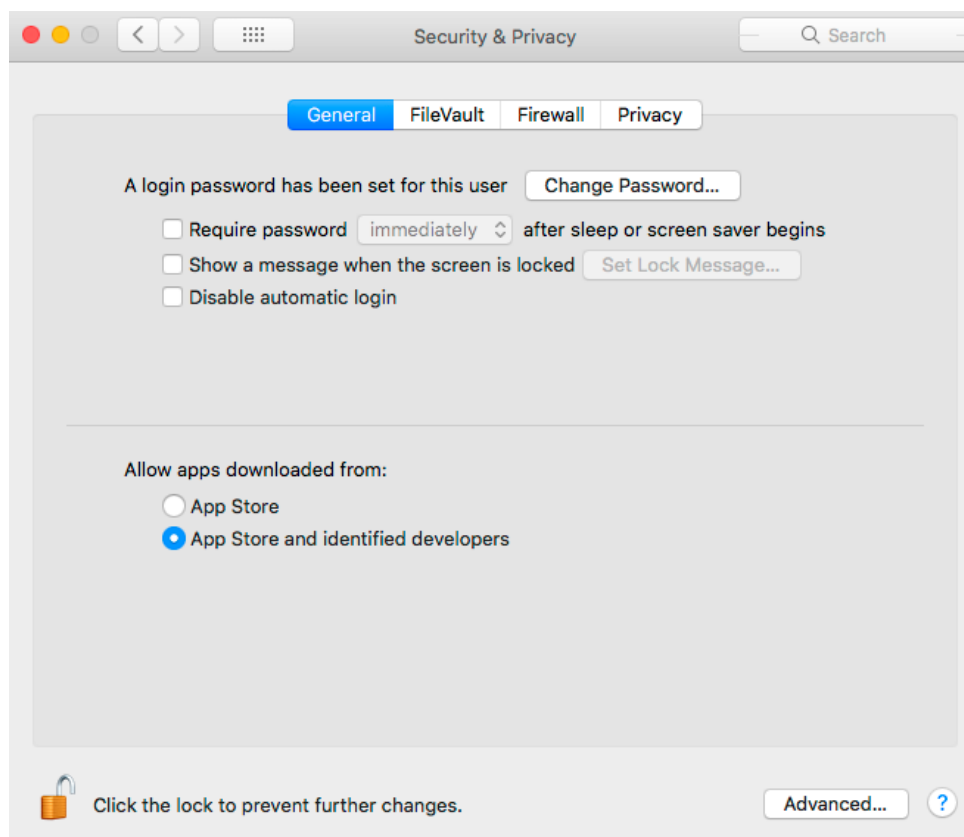 Security & Privacy
Search
General FileVault Firewall Privacy
A login password has been set for this user Change Password...
Require password immediately after sleep or screen saver begins
Show a message when the screen is locked Set Lock Message...
Disable automatic login
Allow apps downloaded from:
App Store
App Store and identified developers
Click the lock to prevent further changes. Advanced... ?